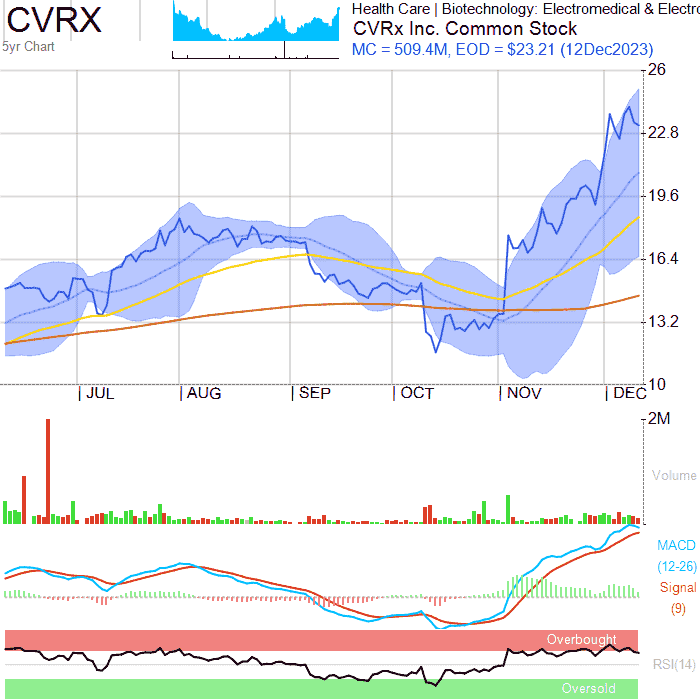 CVRX
5yr Chart
Health Care | Biotechnology: Electromedical & Electro
CVRx Inc. Common Stock
MC = 509.4M, EOD = $23.21 (12Dec2023)
26
22.8
19.6
16.4
13.2
10
JUL AUG SEP OCT NOV DEC
2M
Volume
MACD
(12-26)
Signal
(9)
Overbought
RSI(14)
Oversold